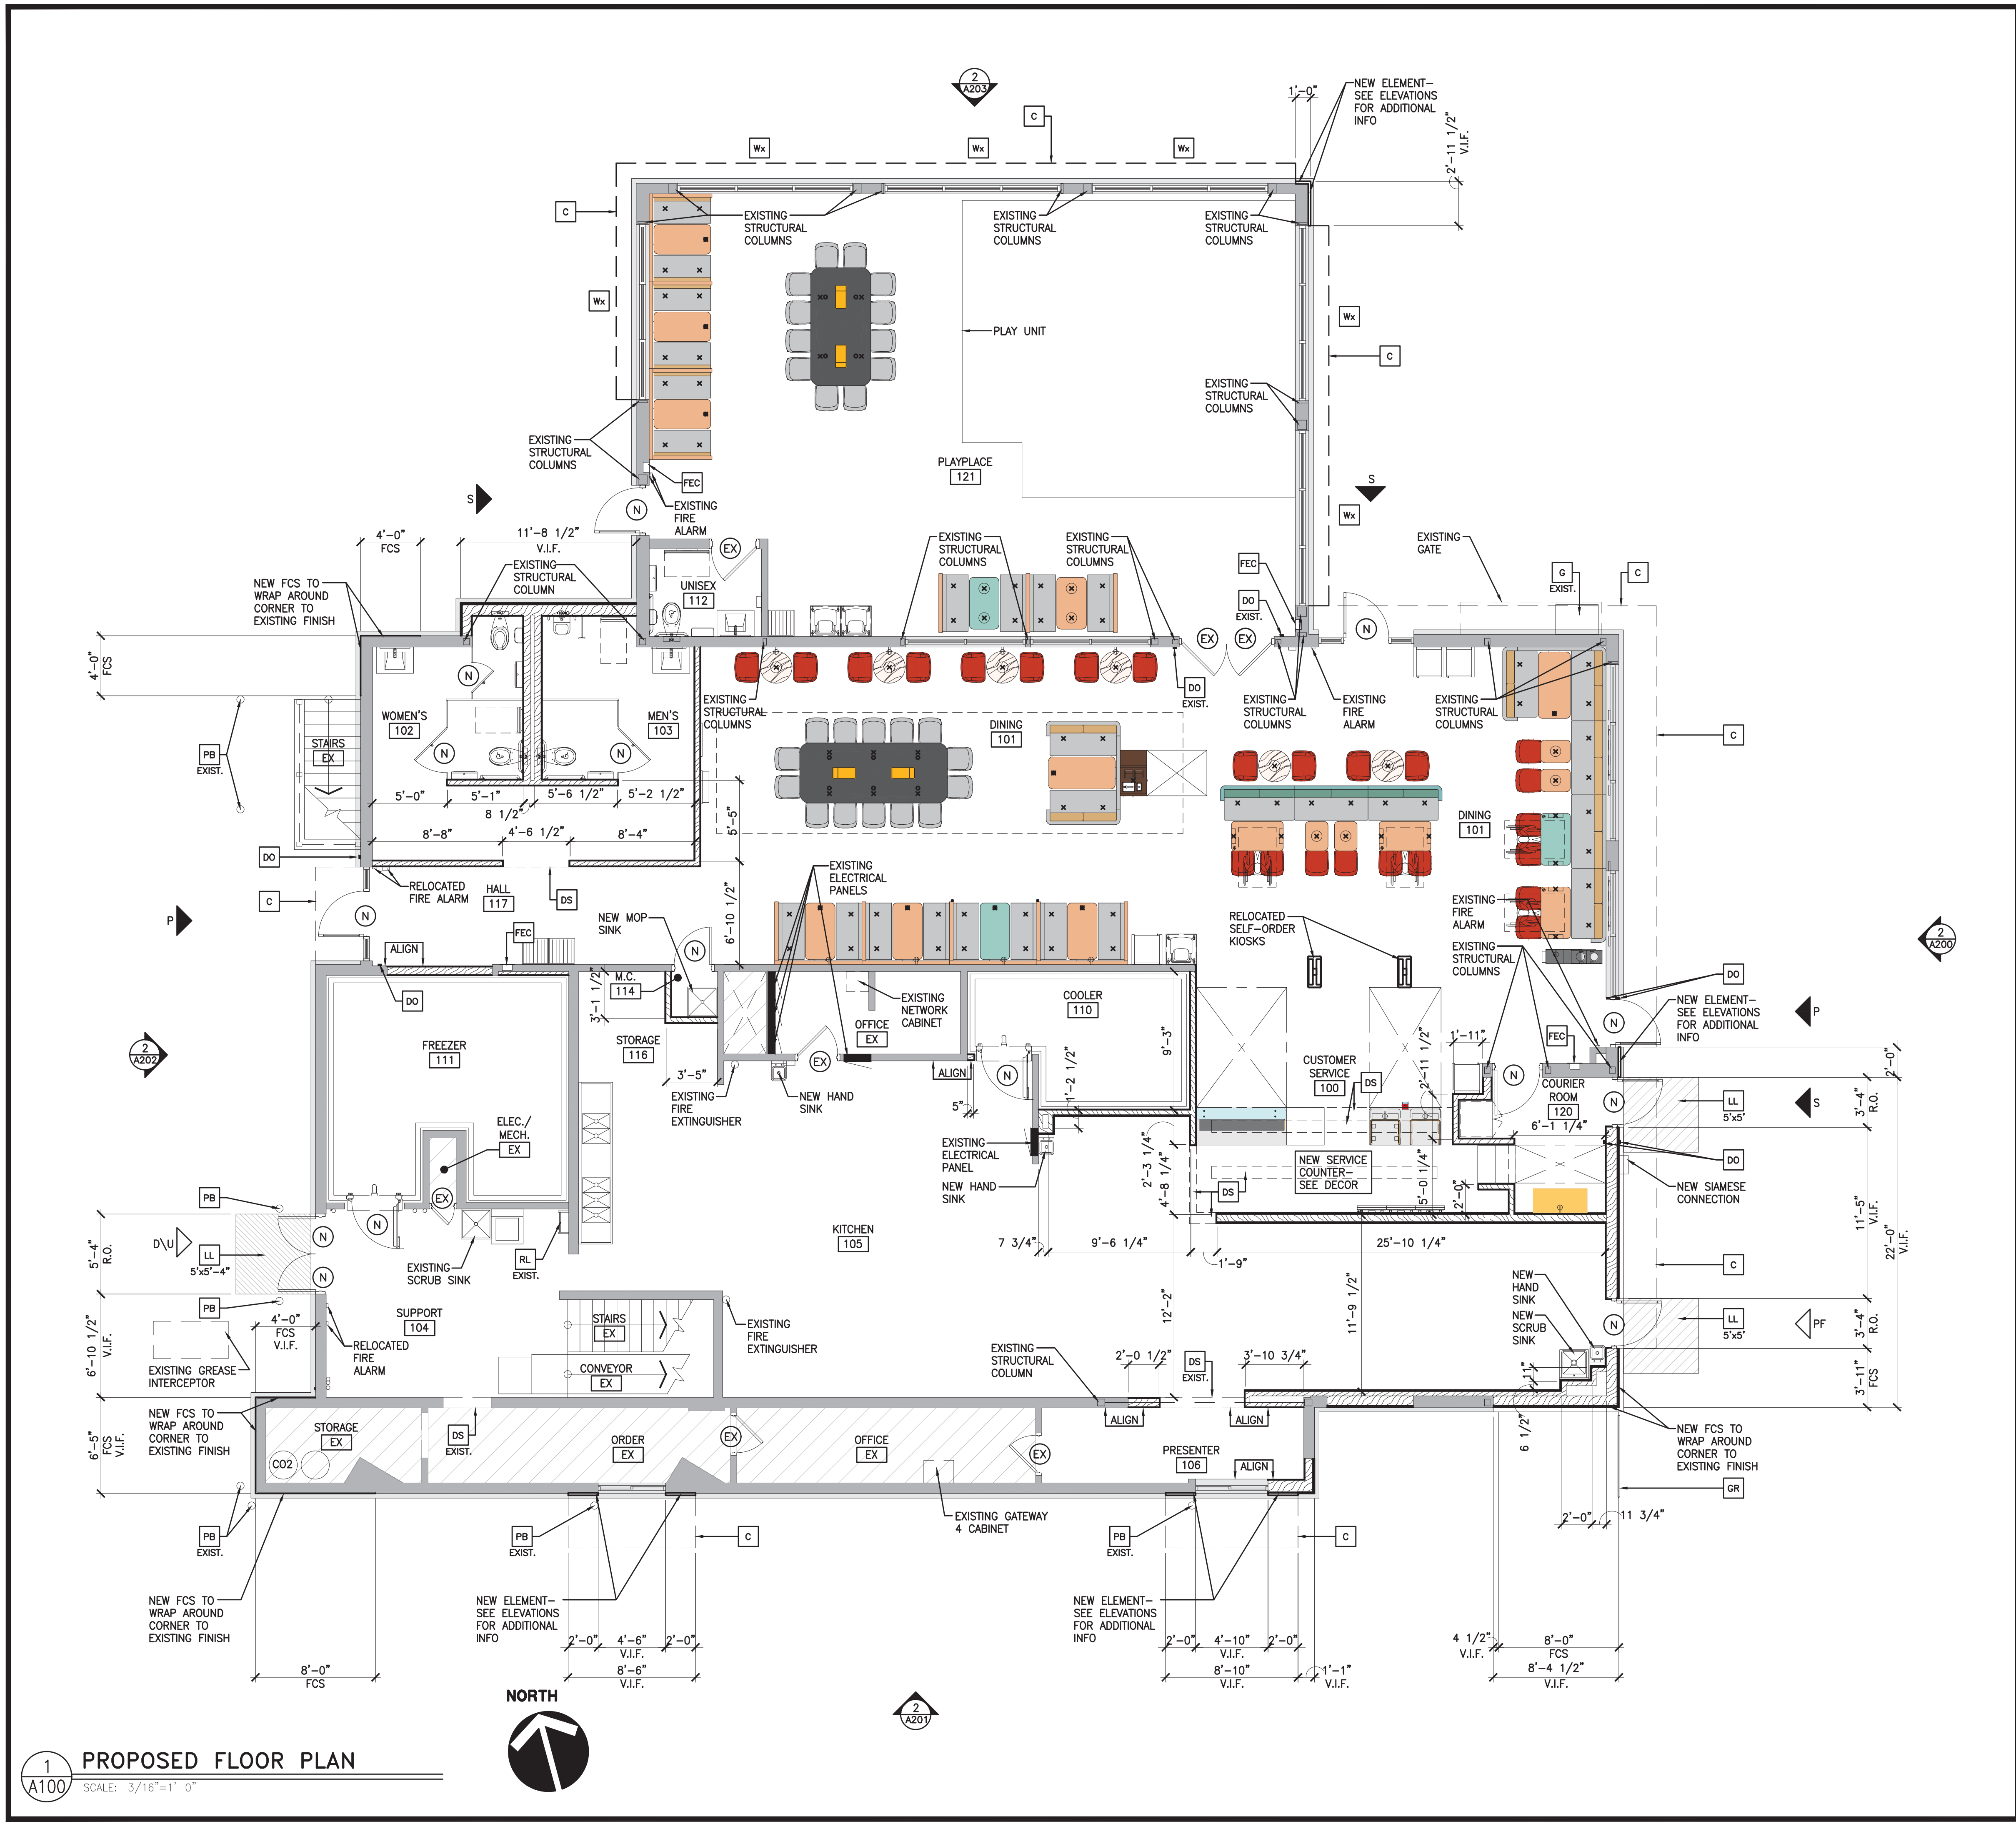 2
A203
1'-0"
NEW ELEMENT-
SEE ELEVATIONS
FOR ADDITIONAL
INFO
2'-11 1/2"
V.I.F.
C
Wx
Wx
Wx
C
EXISTING
STRUCTURAL
COLUMNS
EXISTING
STRUCTURAL
COLUMNS
EXISTING
STRUCTURAL
COLUMNS
Wx
PLAY UNIT
Wx
C
EXISTING
STRUCTURAL
COLUMNS
EXISTING
STRUCTURAL
COLUMNS
PLAYPLACE
121
FEC
S
N
EXISTING
FIRE
ALARM
S
Wx
4'-0"
FCS
11'-8 1/2"
V.I.F.
EX
EXISTING
STRUCTURAL
COLUMNS
EXISTING
STRUCTURAL
COLUMNS
EXISTING
GATE
FEC
G
EXIST.
C
NEW FCS TO
WRAP AROUND
CORNER TO
EXISTING FINISH
EXISTING
STRUCTURAL
COLUMN
UNISEX
112
DO
EXIST.
N
EX
EX
4'-0"
FCS
N
DO
EXIST.
EXISTING
STRUCTURAL
COLUMNS
EXISTING
STRUCTURAL
COLUMNS
EXISTING
FIRE
ALARM
EXISTING
STRUCTURAL
COLUMNS
WOMEN'S
102
MEN'S
103
DINING
101
C
STAIRS
EX
PB
EXIST.
N
N
5'-0"
5'-1"
5'-6 1/2"
5'-2 1/2"
8 1/2"
8'-8"
4'-6 1/2"
8'-4"
5'-5"
DINING
101
DO
C
RELOCATED
FIRE ALARM
HALL
117
DS
EXISTING
ELECTRICAL
PANELS
P
N
FEC
NEW MOP
SINK
N
6'-10 1/2"
RELOCATED
SELF-ORDER
KIOSKS
EXISTING
FIRE
ALARM
EXISTING
STRUCTURAL
COLUMNS
2
A200
ALIGN
DO
M.C.
114
3'-1 1/2"
STORAGE
116
3'-5"
EXISTING
NETWORK
CABINET
OFFICE
EX
EX
COOLER
110
9'-3"
DO
NEW ELEMENT-
SEE ELEVATIONS
FOR ADDITIONAL
INFO
P
N
2
A202
FREEZER
111
EXISTING
FIRE
EXTINGUISHER
NEW HAND
SINK
ALIGN
N
5"
1'-2 1/2"
CUSTOMER
SERVICE
100
DS
2'-11 1/2"
1'-11"
FEC
N
COURIER
ROOM
120
N
2'-0"
3'-4"
R.O.
LL
5'x5'
S
6'-1 1/4"
ELEC./
MECH.
EX
EX
EXISTING
ELECTRICAL
PANEL
NEW HAND
SINK
2'-3 1/4"
4'-8 1/4"
DS
NEW SERVICE
COUNTER-
SEE DECOR
5'-0 1/4"
2'-0"
DO
NEW SIAMESE
CONNECTION
11'-5"
V.I.F.
22'-0"
V.I.F.
PB
D\U
LL
5'x5'-4"
5'-4"
R.O.
N
N
N
EXISTING
SCRUB SINK
RL
EXIST.
KITCHEN
105
7 3/4"
9'-6 1/4"
1'-9"
25'-10 1/4"
C
PB
SUPPORT
104
4'-0"
FCS
V.I.F.
6'-10 1/2"
V.I.F.
EXISTING GREASE
INTERCEPTOR
RELOCATED
FIRE
ALARM
STAIRS
EX
CONVEYOR
EX
EXISTING
FIRE
EXTINGUISHER
12'-2"
11'-9 1/2"
NEW
HAND
SINK
NEW
SCRUB
SINK
N
LL
5'x5'
PF
3'-4"
R.O.
3'-11"
FCS
EXISTING
STRUCTURAL
COLUMN
2'-0 1/2"
DS
EXIST.
3'-10 3/4"
11"
NEW FCS TO
WRAP AROUND
CORNER TO
EXISTING FINISH
6'-5"
FCS
V.I.F.
STORAGE
EX
CO2
DS
EXIST.
ORDER
EX
EX
OFFICE
EX
EX
ALIGN
ALIGN
PRESENTER
106
ALIGN
6 1/2"
NEW FCS TO
WRAP AROUND
CORNER TO
EXISTING FINISH
GR
PB
EXIST.
PB
EXIST.
C
EXISTING GATEWAY
4 CABINET
PB
EXIST.
C
2'-0"
11 3/4"
NEW FCS TO
WRAP AROUND
CORNER TO
EXISTING FINISH
NEW ELEMENT-
SEE ELEVATIONS
FOR ADDITIONAL
INFO
NEW ELEMENT-
SEE ELEVATIONS
FOR ADDITIONAL
INFO
2'-0"
4'-6"
V.I.F.
2'-0"
8'-6"
V.I.F.
2'-0"
4'-10"
V.I.F.
2'-0"
8'-10"
V.I.F.
1'-1"
V.I.F.
4 1/2"
V.I.F.
8'-0"
FCS
8'-4 1/2"
V.I.F.
8'-0"
FCS
NORTH
2
A201
1
A100
PROPOSED FLOOR PLAN
SCALE: 3/16"=1'-0"